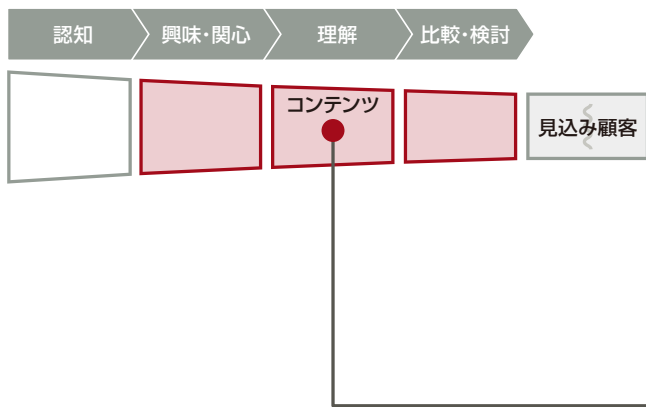 認知
興味・関心
理解
比較・検討
コンテンツ
見込み顧客